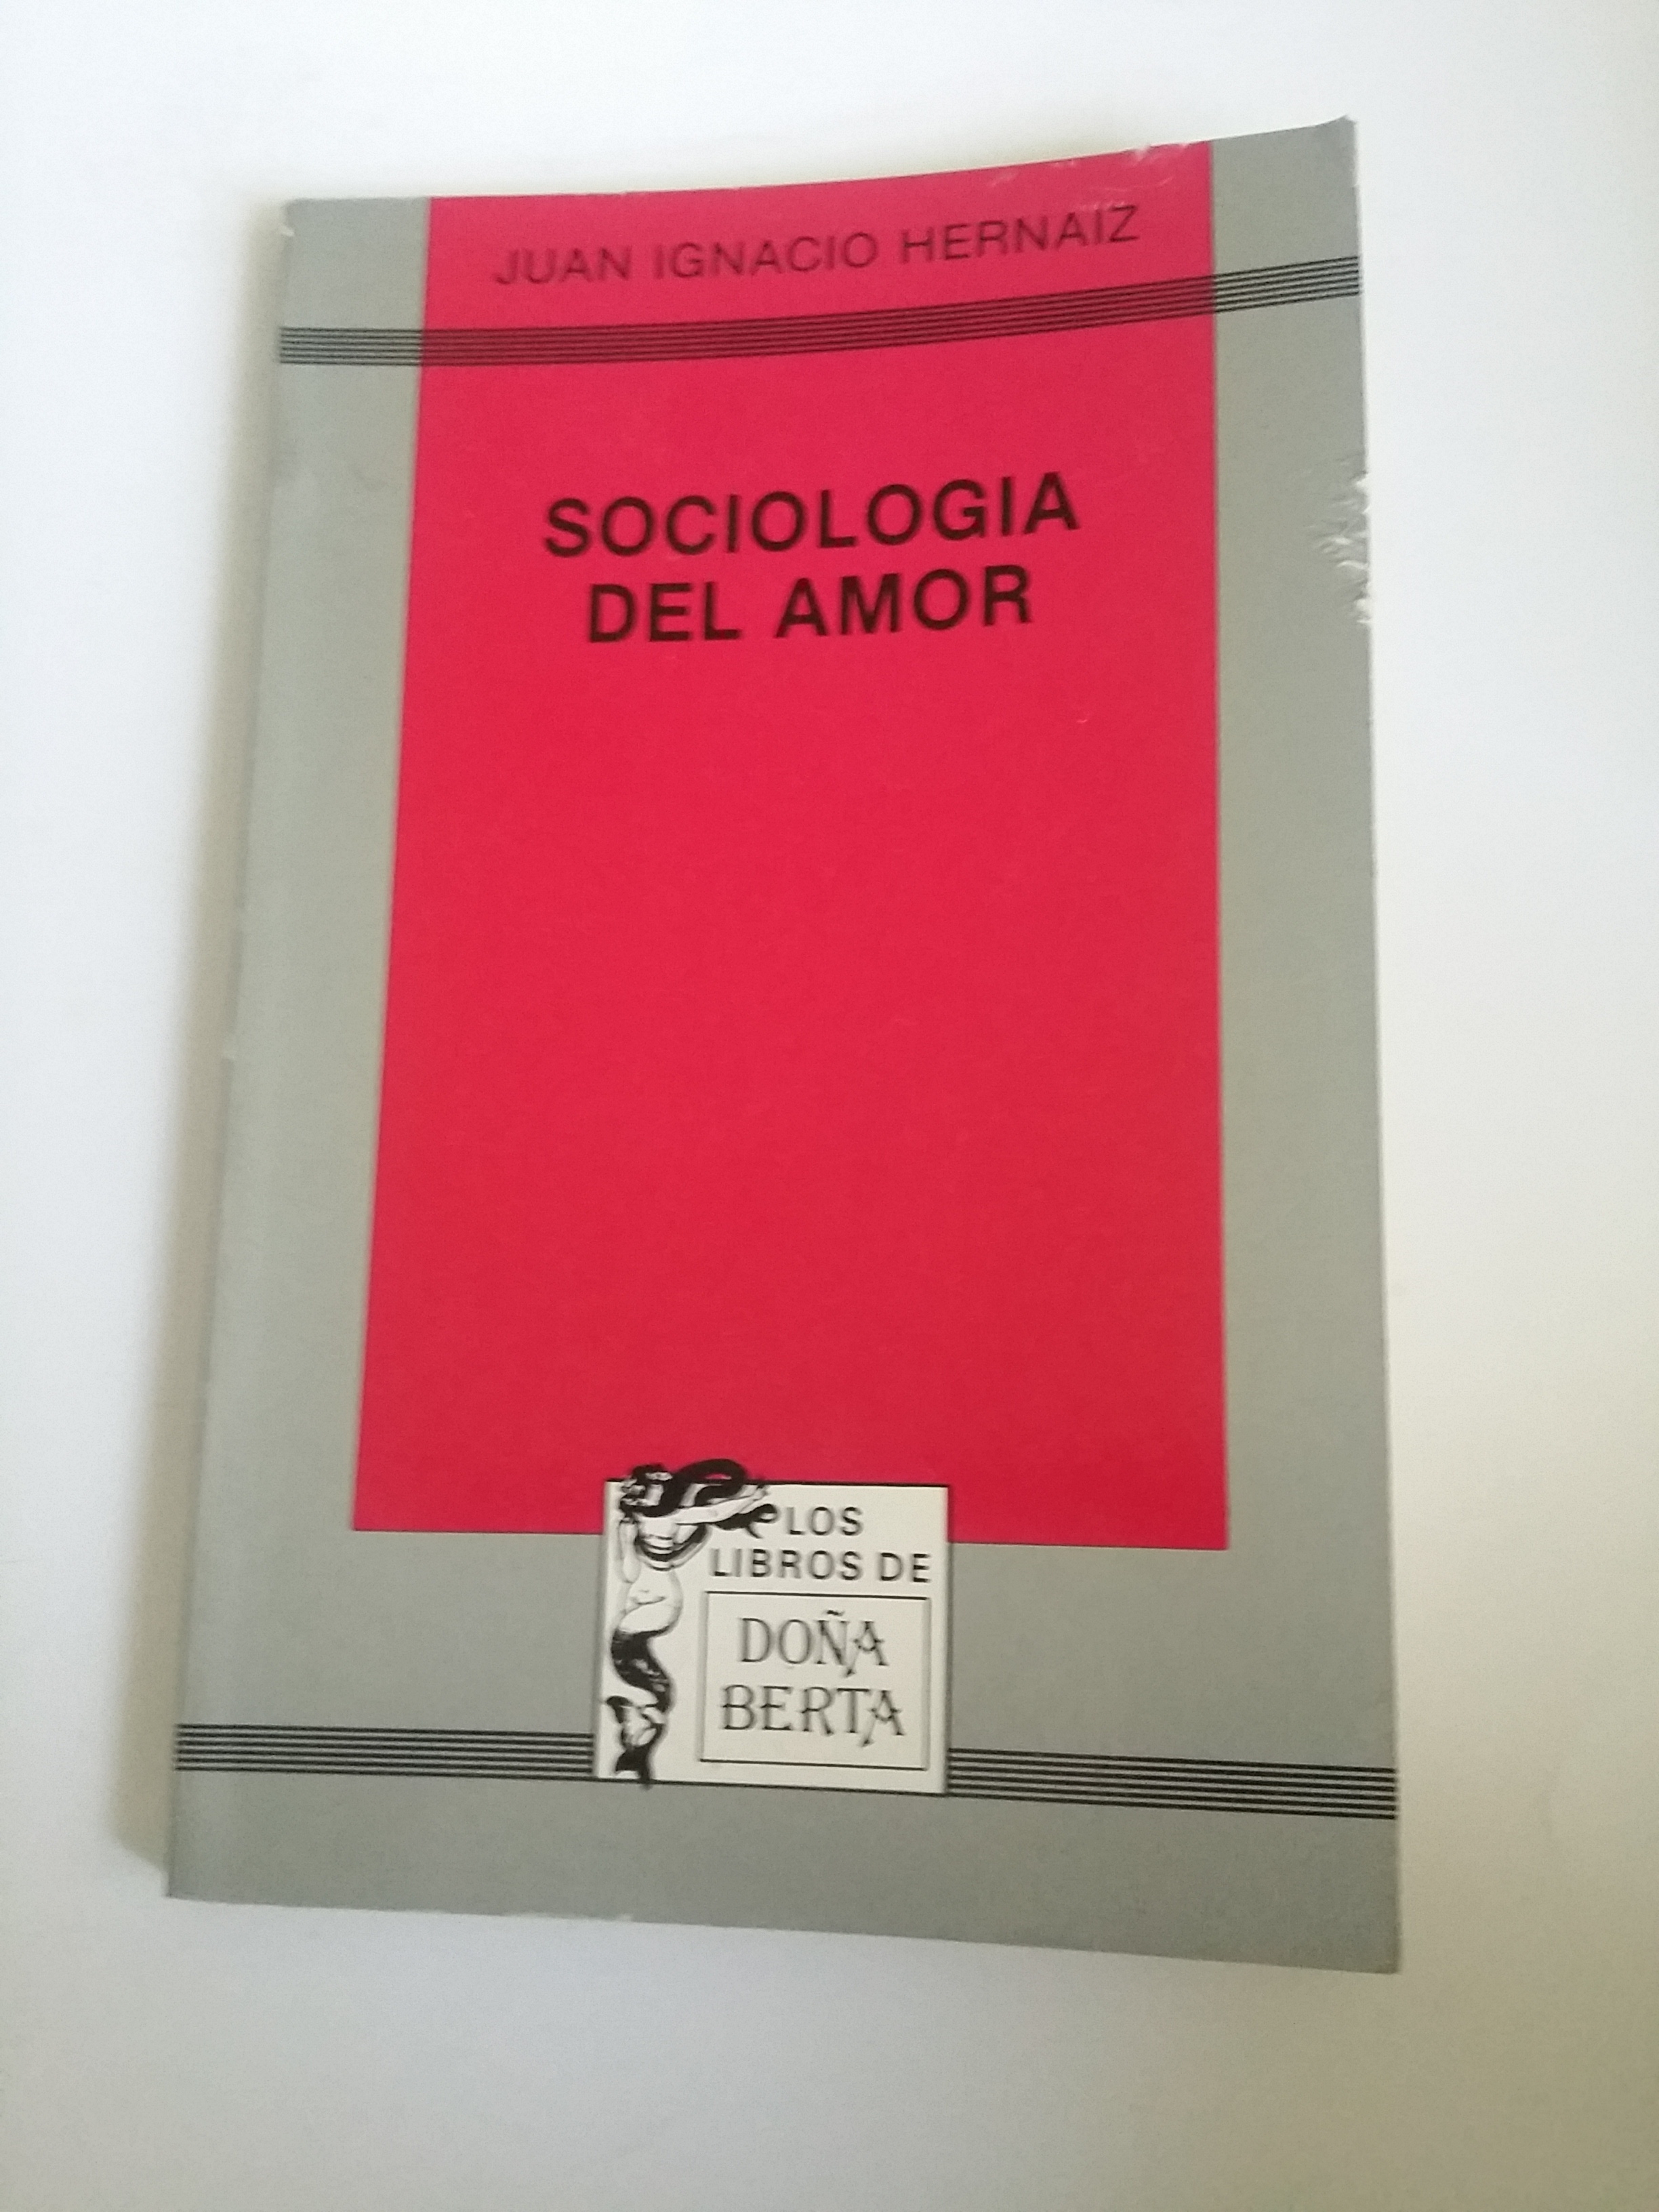 JUAN IGNACIO HERNAIZ
SOCIOLOGIA
DEL AMOR
LOS
LIBROS DE
DOÑA
BERTA